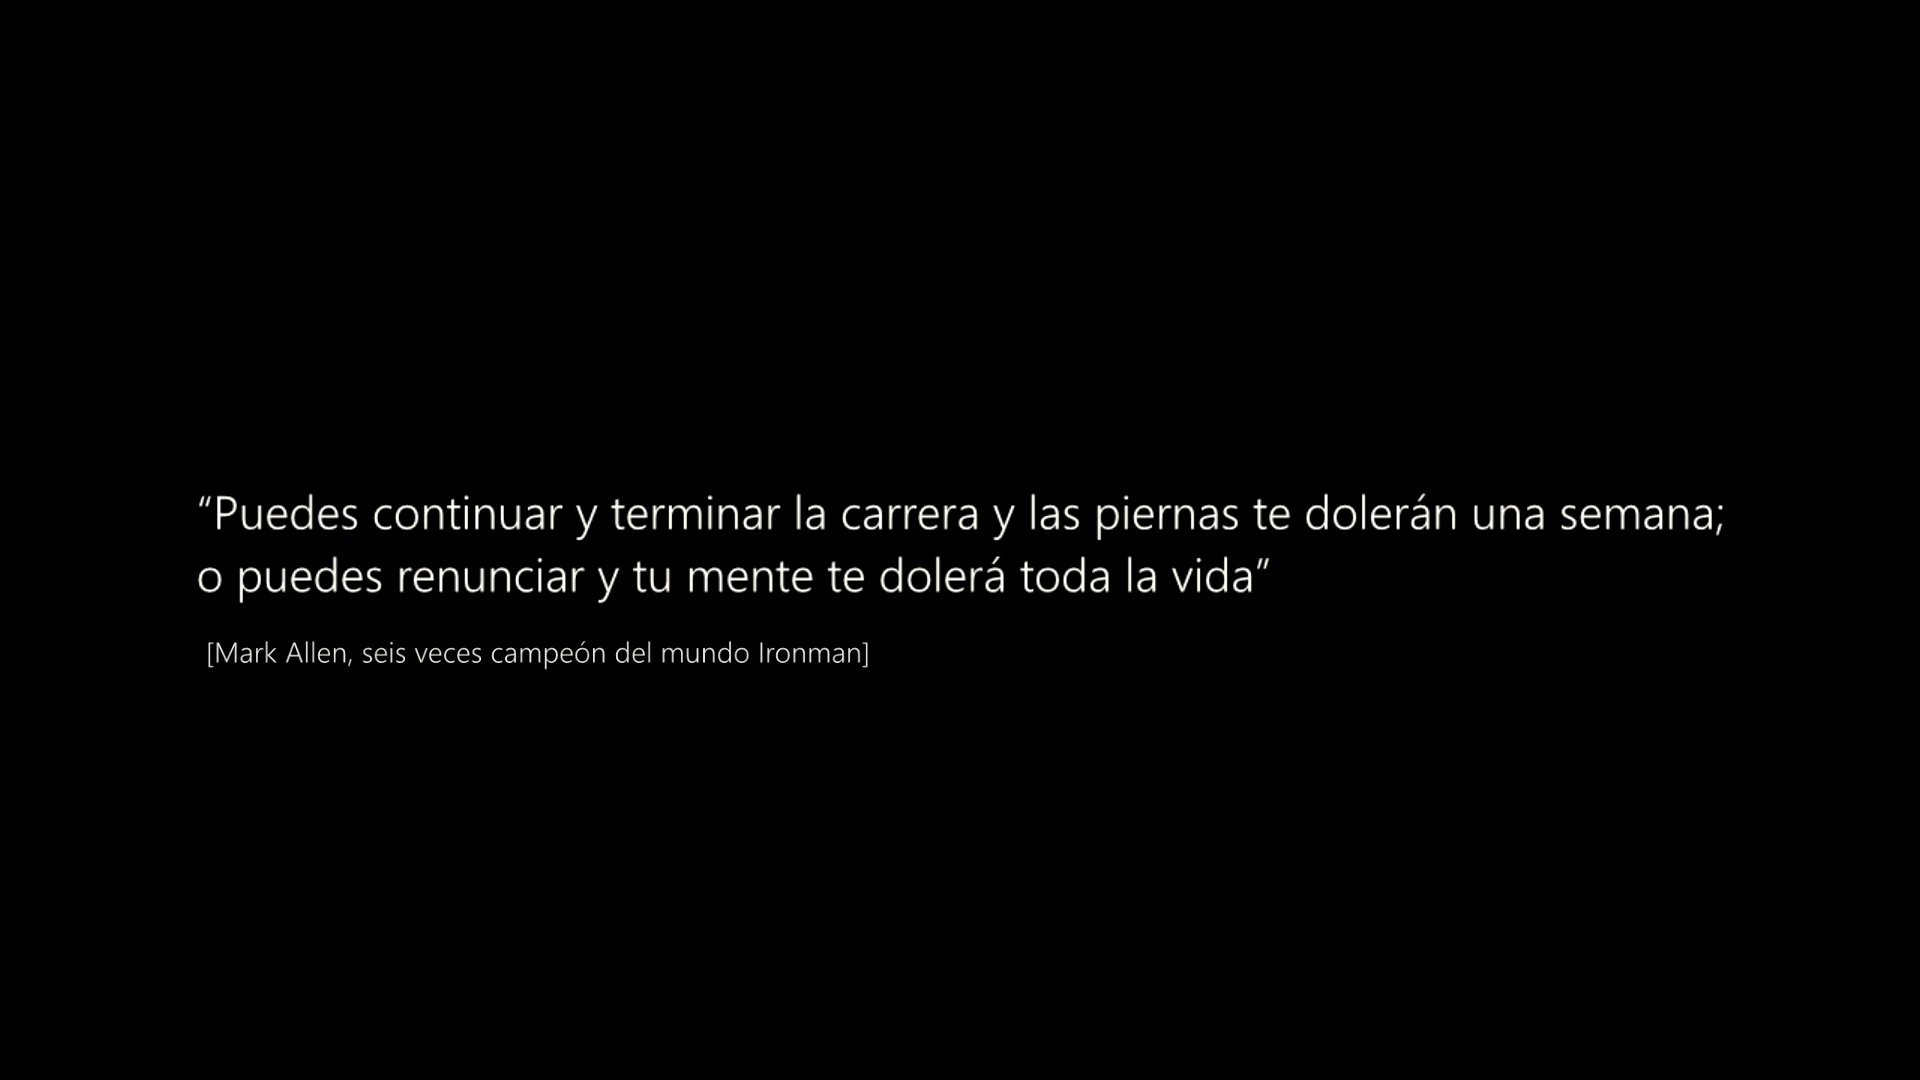 “Puedes continuar y terminar la carrera y las piernas te dolerán una semana;
o puedes renunciar y tu mente te dolerá toda la vida”
[Mark Allen, seis veces campeón del mundo Ironman]